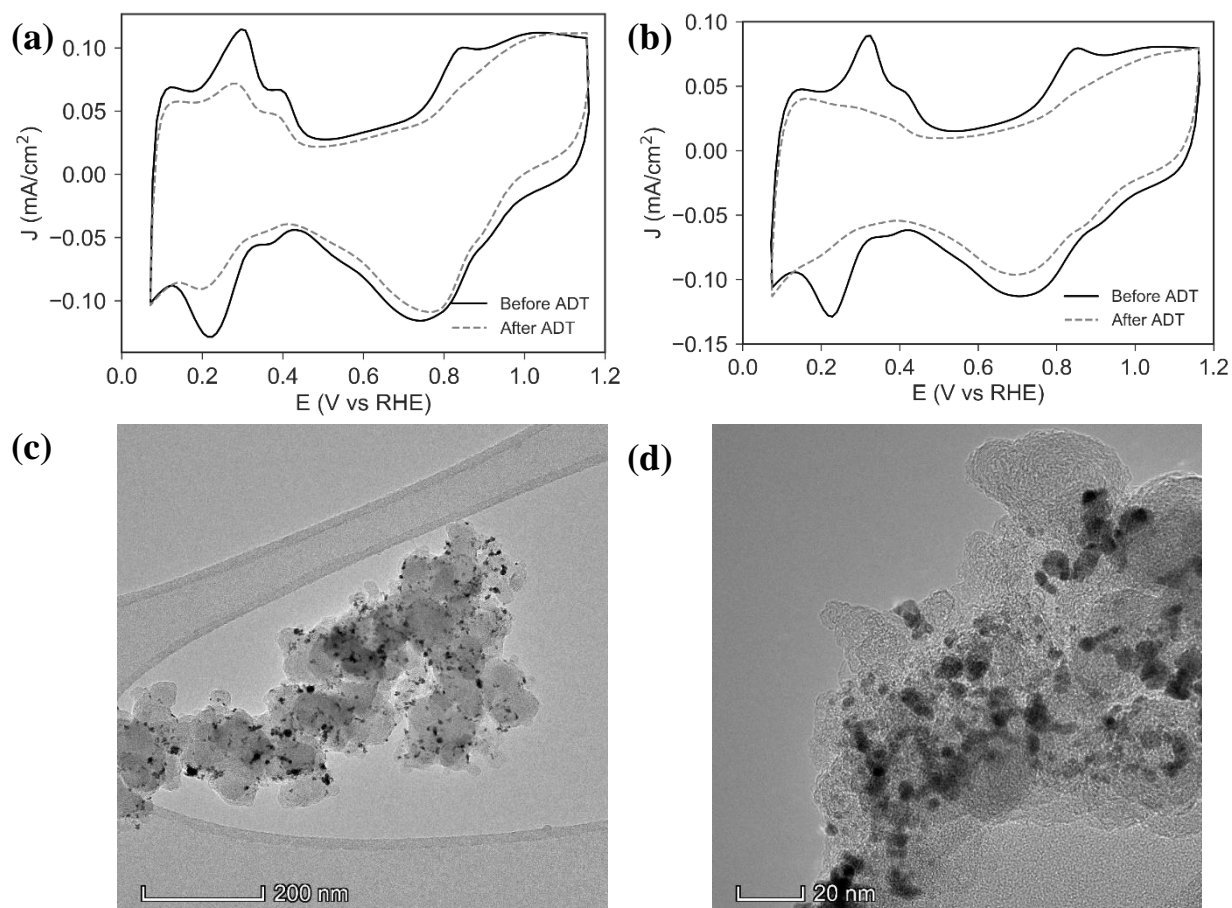 (a)
0.10
0.05
0.00
−0.05
−0.10
J (mA/cm²)
Before ADT
After ADT
0.0 0.2 0.4 0.6 0.8 1.0 1.2
E (V vs RHE)
(b)
0.10
0.05
0.00
−0.05
−0.10
−0.15
J (mA/cm²)
Before ADT
After ADT
0.0 0.2 0.4 0.6 0.8 1.0 1.2
E (V vs RHE)
(c)
200 nm
(d)
20 nm